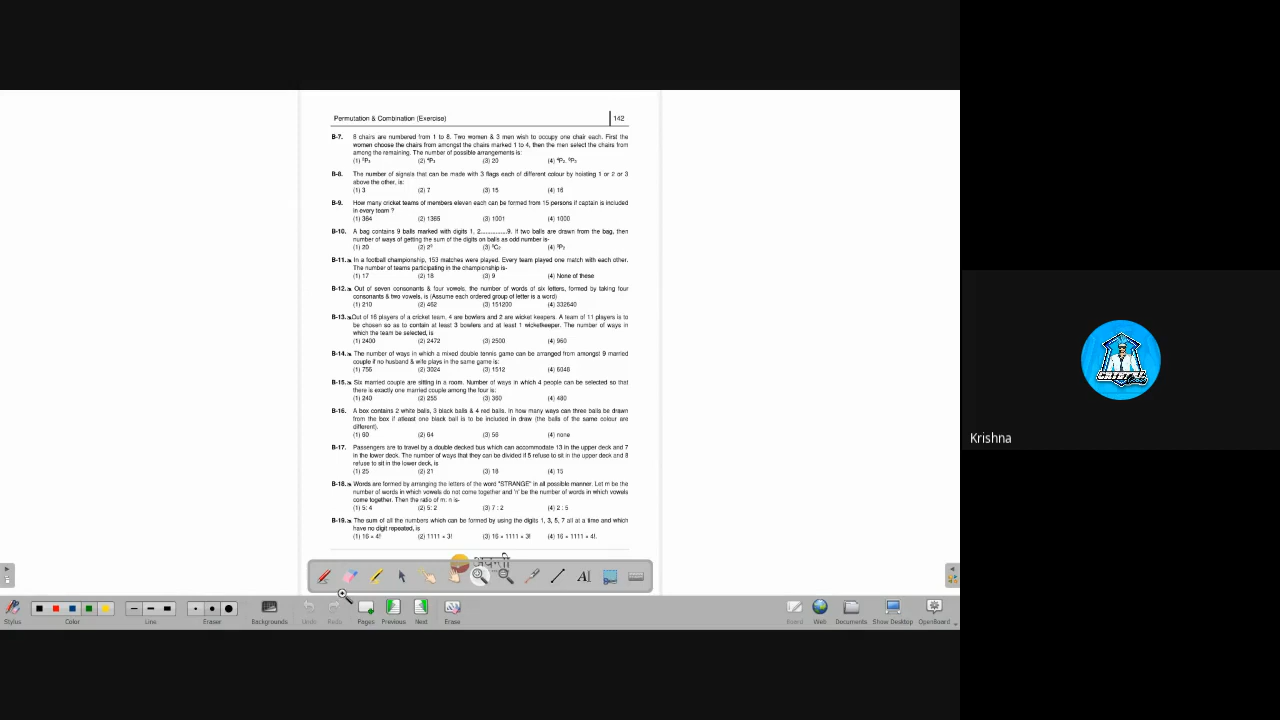 Permutation & Combination (Exercise) 142
B-7. 8 chairs are numbered from 1 to 8. Two women & 3 men wish to occupy one chair each. First the
women choose the chairs from amongst the chairs marked 1 to 4, then the men select the chairs from
among the remaining. The number of possible arrangements is:
(1) (2) (3) 20 (4)
B-8. The number of signals that can be made with 3 flags each of different colour by hoisting 1 or 2 or 3
above the other, is:
(1) 3 (2) 7 (3) 15 (4) 16
B-9. How many cricket teams of members eleven each can be formed from 15 persons if captain is included
in every team ?
(1) 364 (2) 1365 (3) 1001 (4) 1000
B-10. A bag contains 9 balls marked with digits 1, 2...............9. If two balls are drawn from the bag, then
number of ways of getting the sum of the digits on balls as odd number is-
(1) 20 (2) (3) (4)
B-11. In a football championship, 153 matches were played. Every team played one match with each other.
The number of teams participating in the championship is-
(1) 17 (2) 18 (3) 9 (4) None of these
B-12. Out of seven consonants & four vowels, the number of words of six letters, formed by taking four
consonants & two vowels, is (Assume each ordered group of letter is a word)
(1) 210 (2) 462 (3) 151200 (4) 332640
B-13. Out of 16 players of a cricket team, 4 are bowlers and 2 are wicket keepers. A team of 11 players is to
be chosen so as to contain at least 3 bowlers and at least 1 wicketkeeper. The number of ways in
which the team be selected, is
(1) 2400 (2) 2472 (3) 2500 (4) 960
B-14. The number of ways in which a mixed double tennis game can be arranged from amongst 9 married
couple if no husband & wife plays in the same game is:
(1) 756 (2) 3024 (3) 1512 (4) 6048
B-15. Six married couple are sitting in a room. Number of ways in which 4 people can be selected so that
there is exactly one married couple among the four is:
(1) 240 (2) 255 (3) 360 (4) 480
B-16. A box contains 2 white balls, 3 black balls & 4 red balls. In how many ways can three balls be drawn
from the box if atleast one black ball is to be included in draw (the balls of the same colour are
different).
(1) 60 (2) 64 (3) 56 (4) none
B-17. Passengers are to travel by a double decked bus which can accommodate 13 in the upper deck and 7
in the lower deck. The number of ways that they can be divided if 5 refuse to sit in the upper deck and 8
refuse to sit in the lower deck, is
(1) 25 (2) 21 (3) 18 (4) 15
B-18. Words are formed by arranging the letters of the word "STRANGE" in all possible manner. Let m be the
number of words in which vowels do not come together and 'n' be the number of words in which vowels
come together. Then the ratio of m: n is-
(1) 5: 4 (2) 5: 2 (3) 7 : 2 (4) 2 : 5
B-19. The sum of all the numbers which can be formed by using the digits 1, 3, 5, 7 all at a time and which
have no digit repeated, is
(1) 16 × 4! (2) 1111 × 3! (3) 16 × 1111 × 3! (4) 16 × 1111 × 4!.
Krishna
Stylus Color Line Eraser Backgrounds Undo Redo Pages Previous Next Erase Board Web Documents Show Desktop OpenBoard